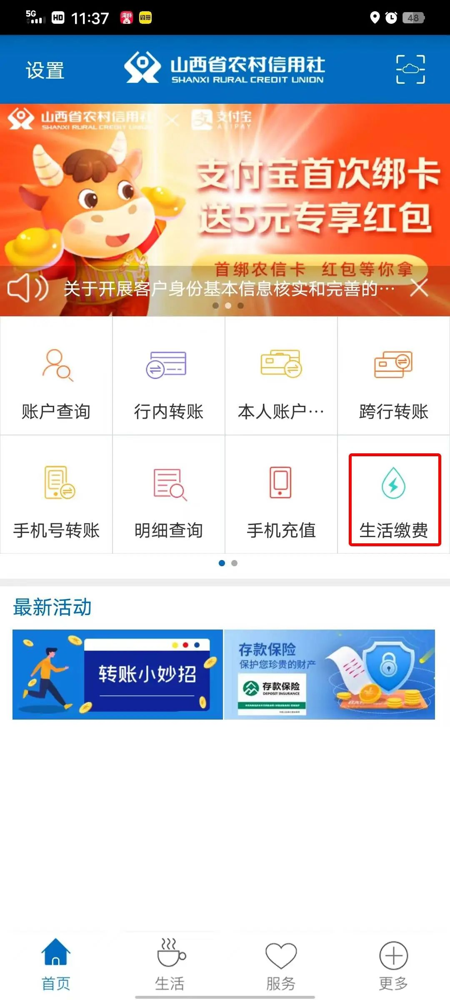 5G HD 11:37 淘特 闲鱼 48
设置
山西省农村信用社
SHANXI RURAL CREDIT UNION
山西省农村信用社 支付宝
SHANXI RURAL CREDIT UNION ALIPAY
支付宝首次绑卡
送5元专享红包
首绑农信卡 红包等你拿
关于开展客户身份基本信息核实和完善的…
账户查询 行内转账 本人账户… 跨行转账
手机号转账 明细查询 手机充值 生活缴费
最新活动
转账小妙招
存款保险
保护您珍贵的财产
存款保险
DEPOSIT INSURANCE
首页 生活 服务 更多